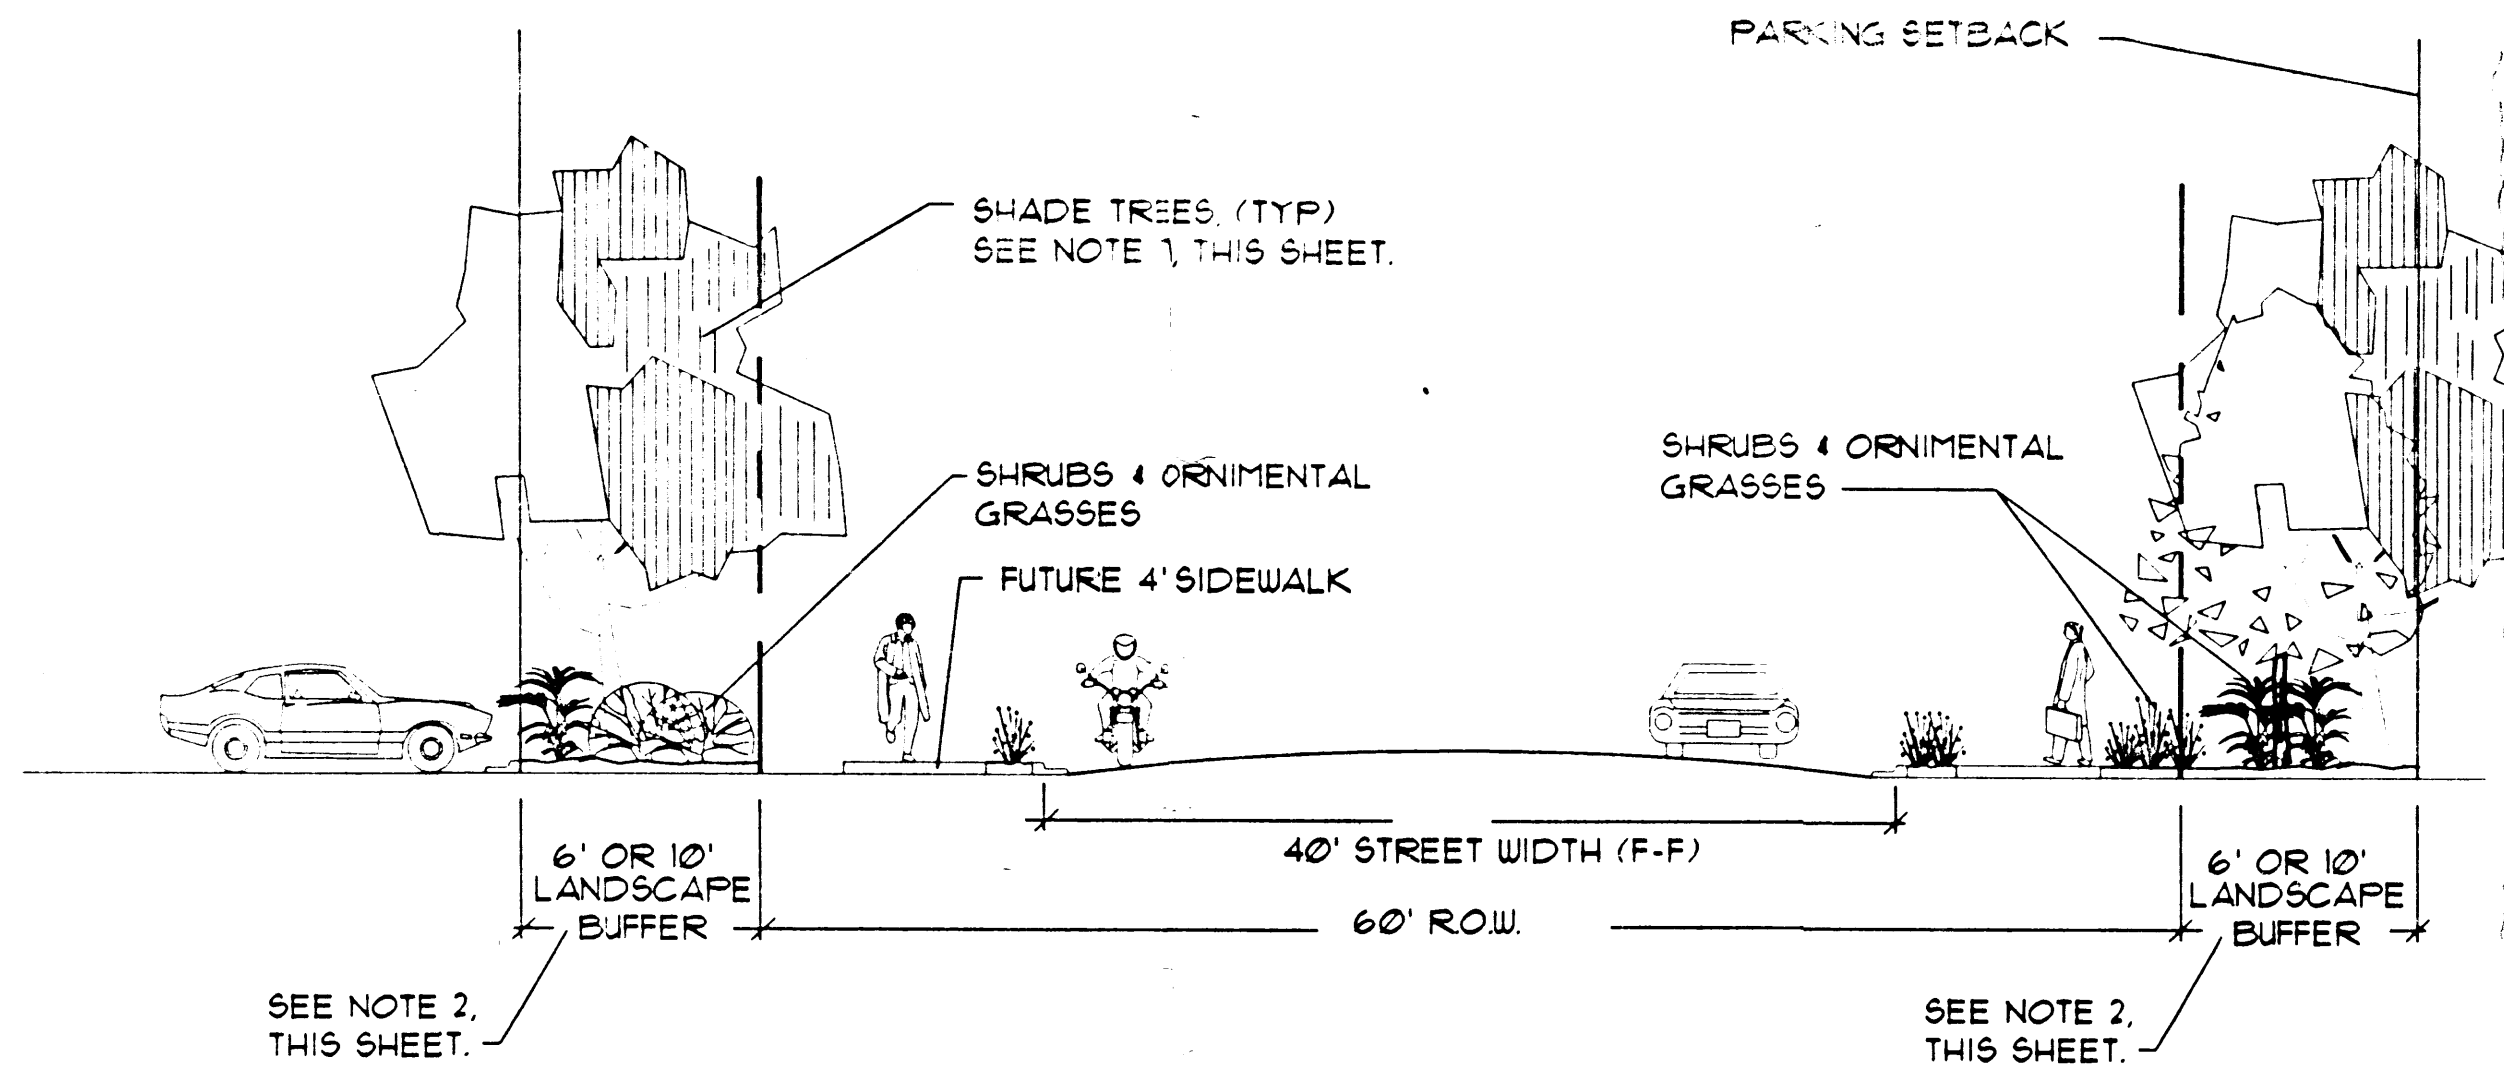 PARKING SETBACK
SHADE TREES, (TYP)
SEE NOTE 1, THIS SHEET.
SHRUBS & ORNIMENTAL
GRASSES
FUTURE 4' SIDEWALK
SHRUBS & ORNIMENTAL
GRASSES
40' STREET WIDTH (F-F)
6' OR 10'
LANDSCAPE
BUFFER
60' R.O.W.
6' OR 10'
LANDSCAPE
BUFFER
SEE NOTE 2,
THIS SHEET.
SEE NOTE 2,
THIS SHEET.